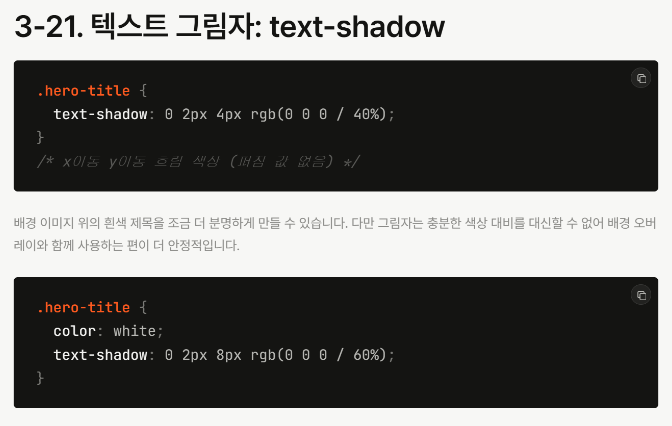 3-21. 텍스트 그림자: text-shadow
.hero-title {
text-shadow: 0 2px 4px rgb(0 0 0 / 40%);
}
/* x이동 y이동 흐림 색상 (퍼짐 값 없음) */
배경 이미지 위의 흰색 제목을 조금 더 분명하게 만들 수 있습니다. 다만 그림자는 충분한 색상 대비를 대신할 수 없어 배경 오버
레이와 함께 사용하는 편이 더 안정적입니다.
.hero-title {
color: white;
text-shadow: 0 2px 8px rgb(0 0 0 / 60%);
}